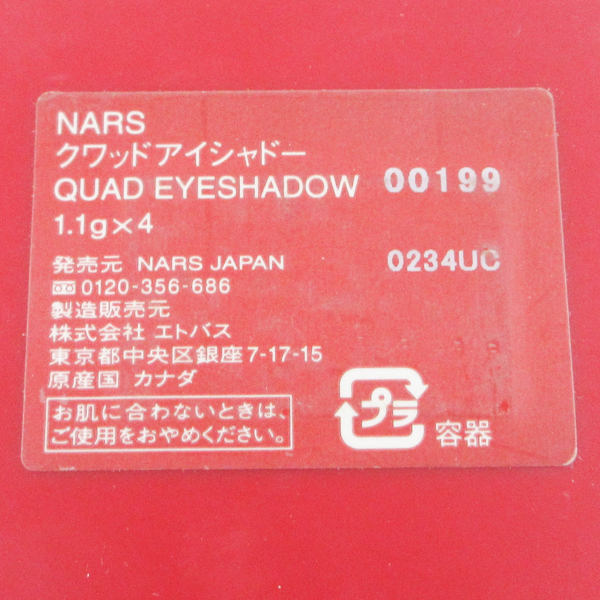 NARS
クワッドアイシャドー
QUAD EYESHADOW 00199
1.1g×4
発売元 NARS JAPAN 0234UC
0120-356-686
製造販売元
株式会社 エトバス
東京都中央区銀座7-17-15
原産国 カナダ
お肌に合わないときは、
ご使用をおやめください。
プラ
容器